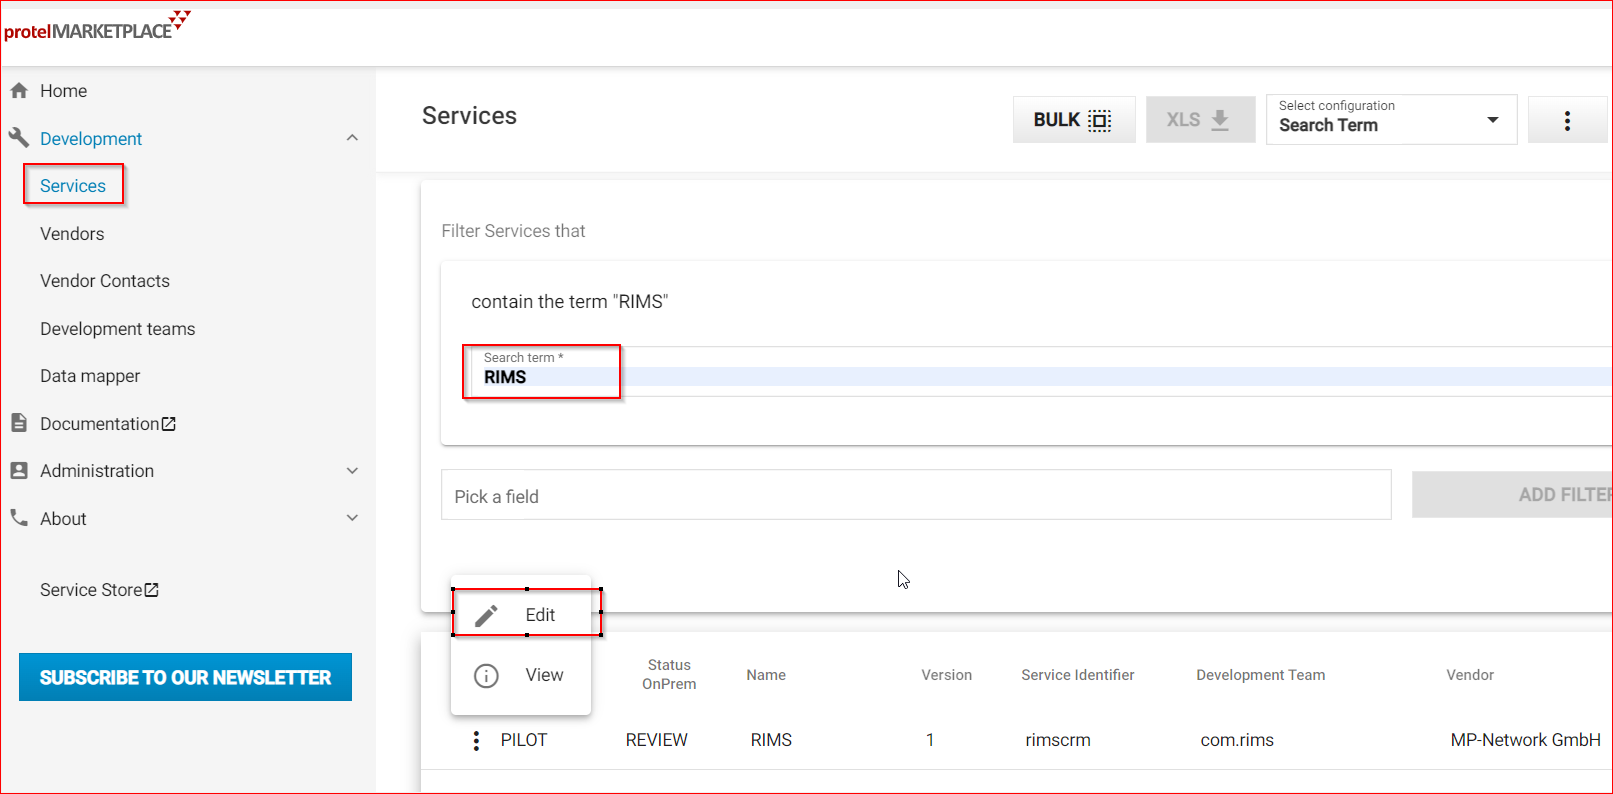 protelMARKETPLACE
Home
Development
Services
Vendors
Vendor Contacts
Development teams
Data mapper
Documentation
Administration
About
Service Store
SUBSCRIBE TO OUR NEWSLETTER
Services
BULK
XLS
Select configuration
Search Term
Filter Services that
contain the term "RIMS"
Search term *
RIMS
Pick a field
ADD FILTER
Edit
View
Status OnPrem Name Version Service Identifier Development Team Vendor
PILOT REVIEW RIMS 1 rimscrm com.rims MP-Network GmbH